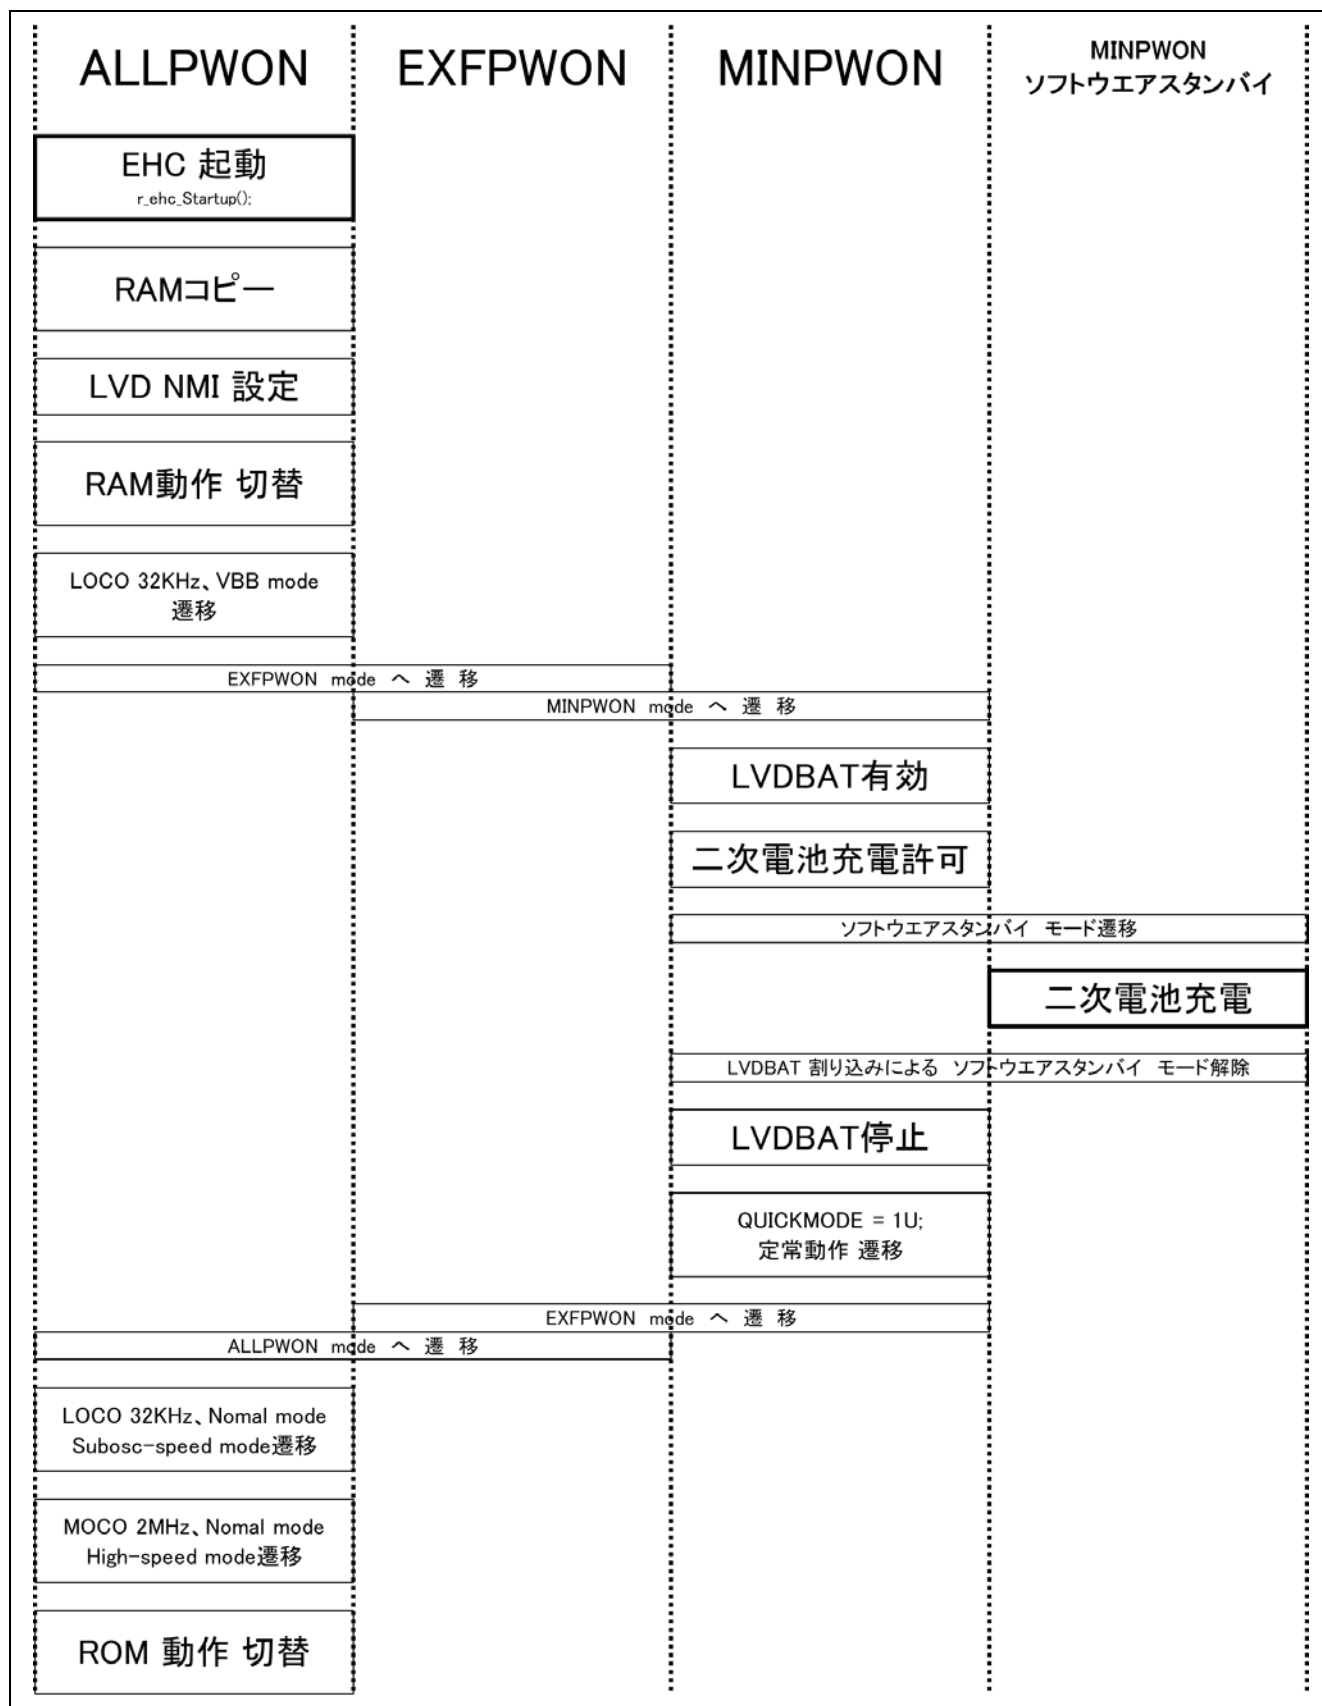 ALLPWON
EXFPWON
MINPWON
MINPWON
ソフトウエアスタンバイ
EHC 起動
r_ehc_Startup();
RAMコピー
LVD NMI 設定
RAM動作 切替
LOCO 32KHz、VBB mode
遷移
EXFPWON mode へ 遷 移
MINPWON mode へ 遷 移
LVDBAT有効
二次電池充電許可
ソフトウエアスタンバイ モード遷移
二次電池充電
LVDBAT 割り込みによる ソフトウエアスタンバイ モード解除
LVDBAT停止
QUICKMODE = 1U;
定常動作 遷移
EXFPWON mode へ 遷 移
ALLPWON mode へ 遷 移
LOCO 32KHz、Nomal mode
Subosc-speed mode遷移
MOCO 2MHz、Nomal mode
High-speed mode遷移
ROM 動作 切替